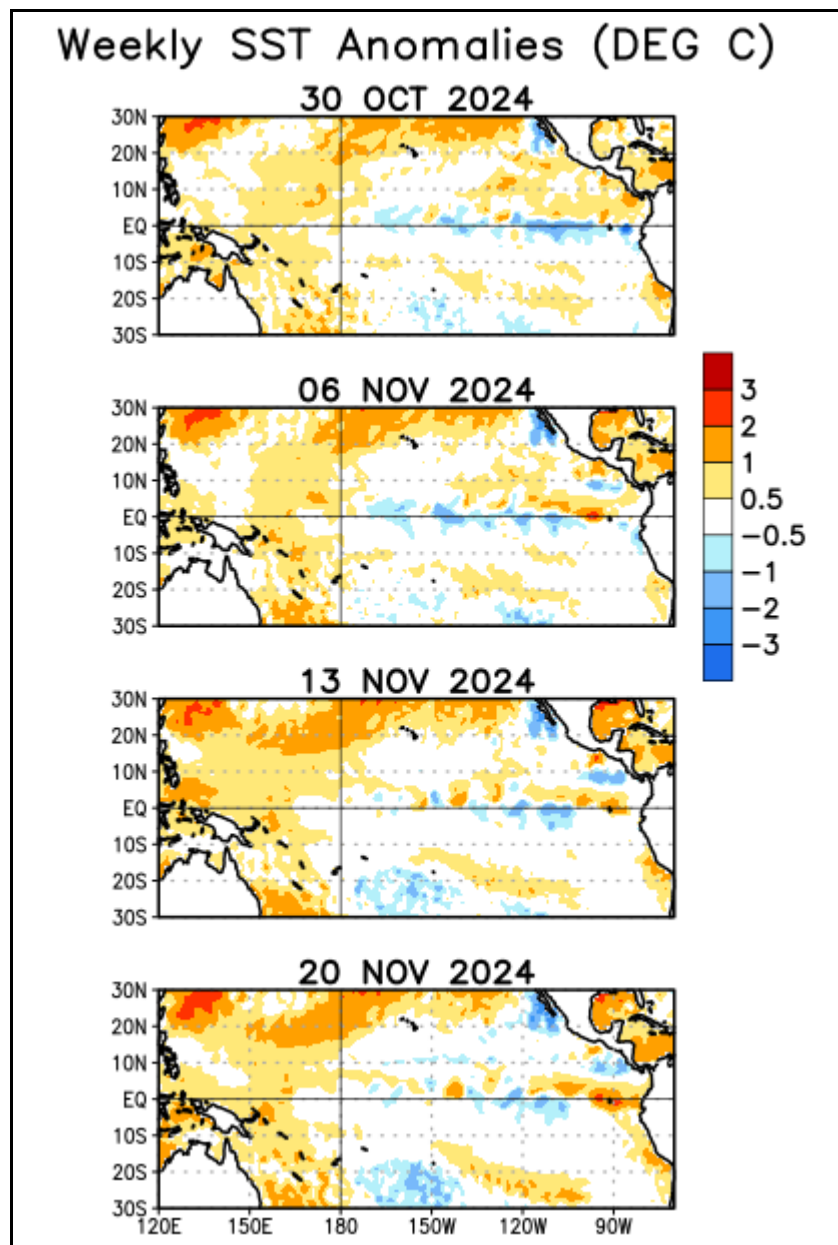 Weekly SST Anomalies (DEG C)
30 OCT 2024
30N
20N
10N
EQ
10S
20S
30S
06 NOV 2024
30N
20N
10N
EQ
10S
20S
30S
3
2
1
0.5
-0.5
-1
-2
-3
13 NOV 2024
30N
20N
10N
EQ
10S
20S
30S
20 NOV 2024
30N
20N
10N
EQ
10S
20S
30S
120E 150E 180 150W 120W 90W